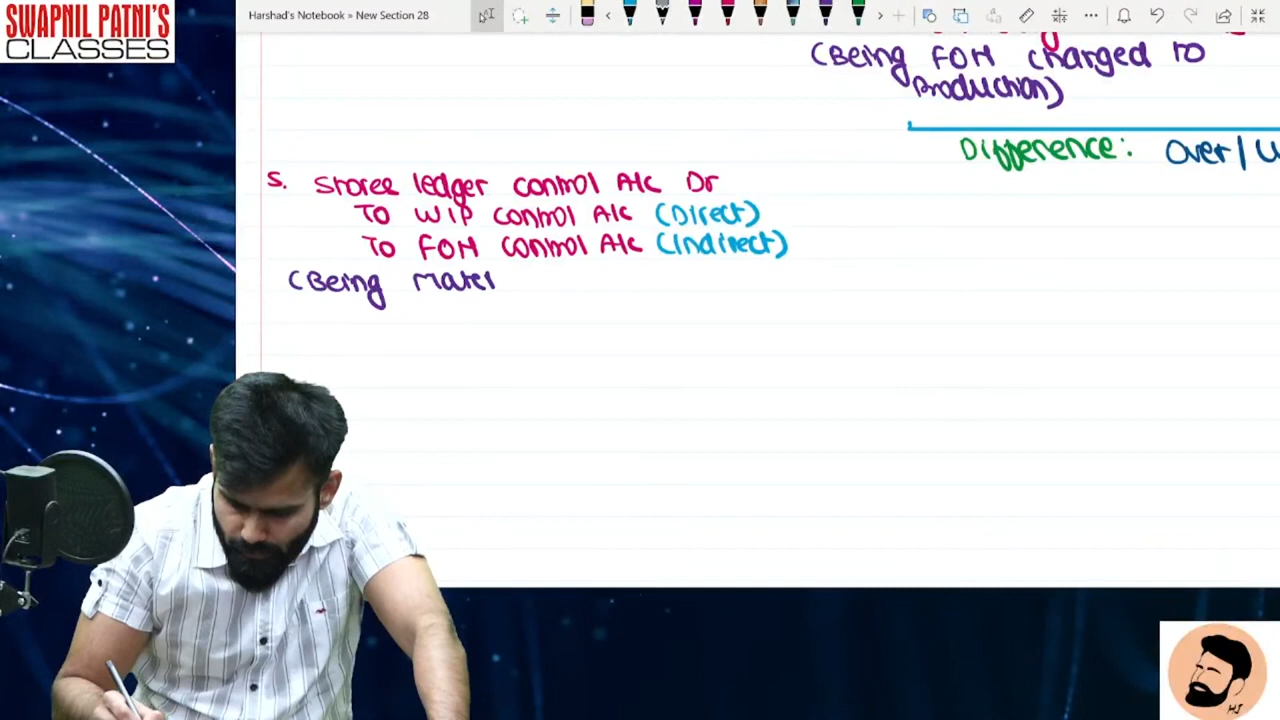 SWAPNIL PATNI'S
CLASSES
Harshad's Notebook » New Section 28
(Being FOH charged to
Production)
Difference: Over/U
5. Stores ledger control A/c Dr
To WIP control A/c (Direct)
To FOH control A/c (Indirect)
(Being Mater
HJ